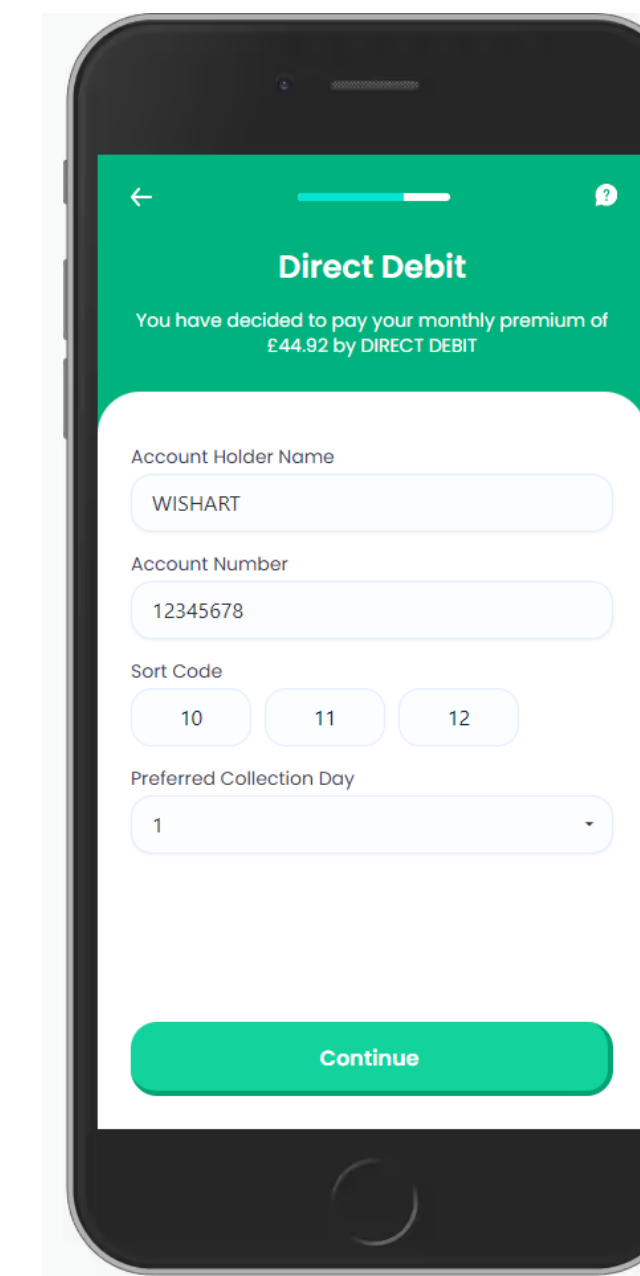 ?
Direct Debit
You have decided to pay your monthly premium of
£44.92 by DIRECT DEBIT
Account Holder Name
WISHART
Account Number
12345678
Sort Code
10 11 12
Preferred Collection Day
1
Continue